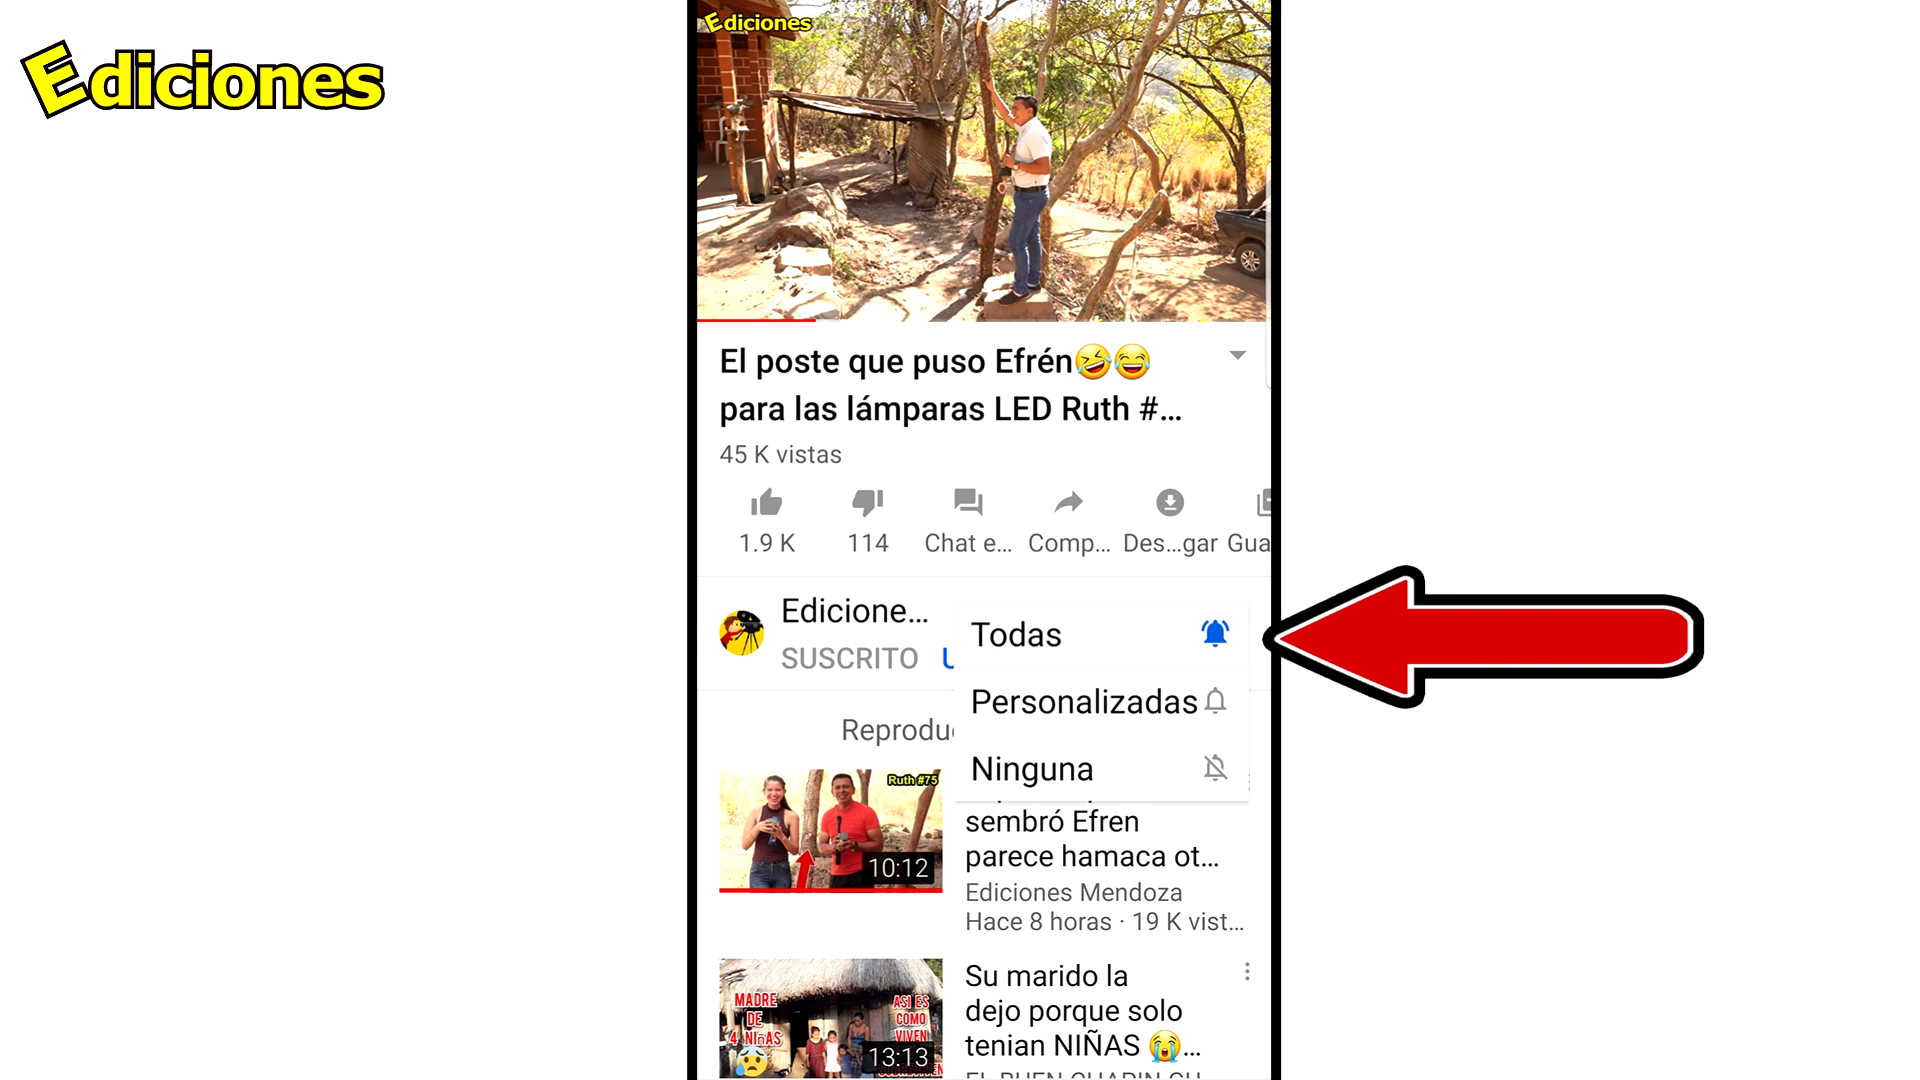 Ediciones
Ediciones
El poste que puso Efrén🤣😂
para las lámparas LED Ruth #...
45 K vistas
1.9 K
114
Chat e...
Comp...
Des...gar
Gua
Edicione...
SUSCRITO
U
Todas
Personalizadas
Ninguna
Reprodu
Ruth #75
10:12
sembró Efren
parece hamaca ot...
Ediciones Mendoza
Hace 8 horas · 19 K vist...
MADRE
DE
4 NIñAS
ASI ES
COMO
VIVEN
13:13
Su marido la
dejo porque solo
tenian NIÑAS 😭...